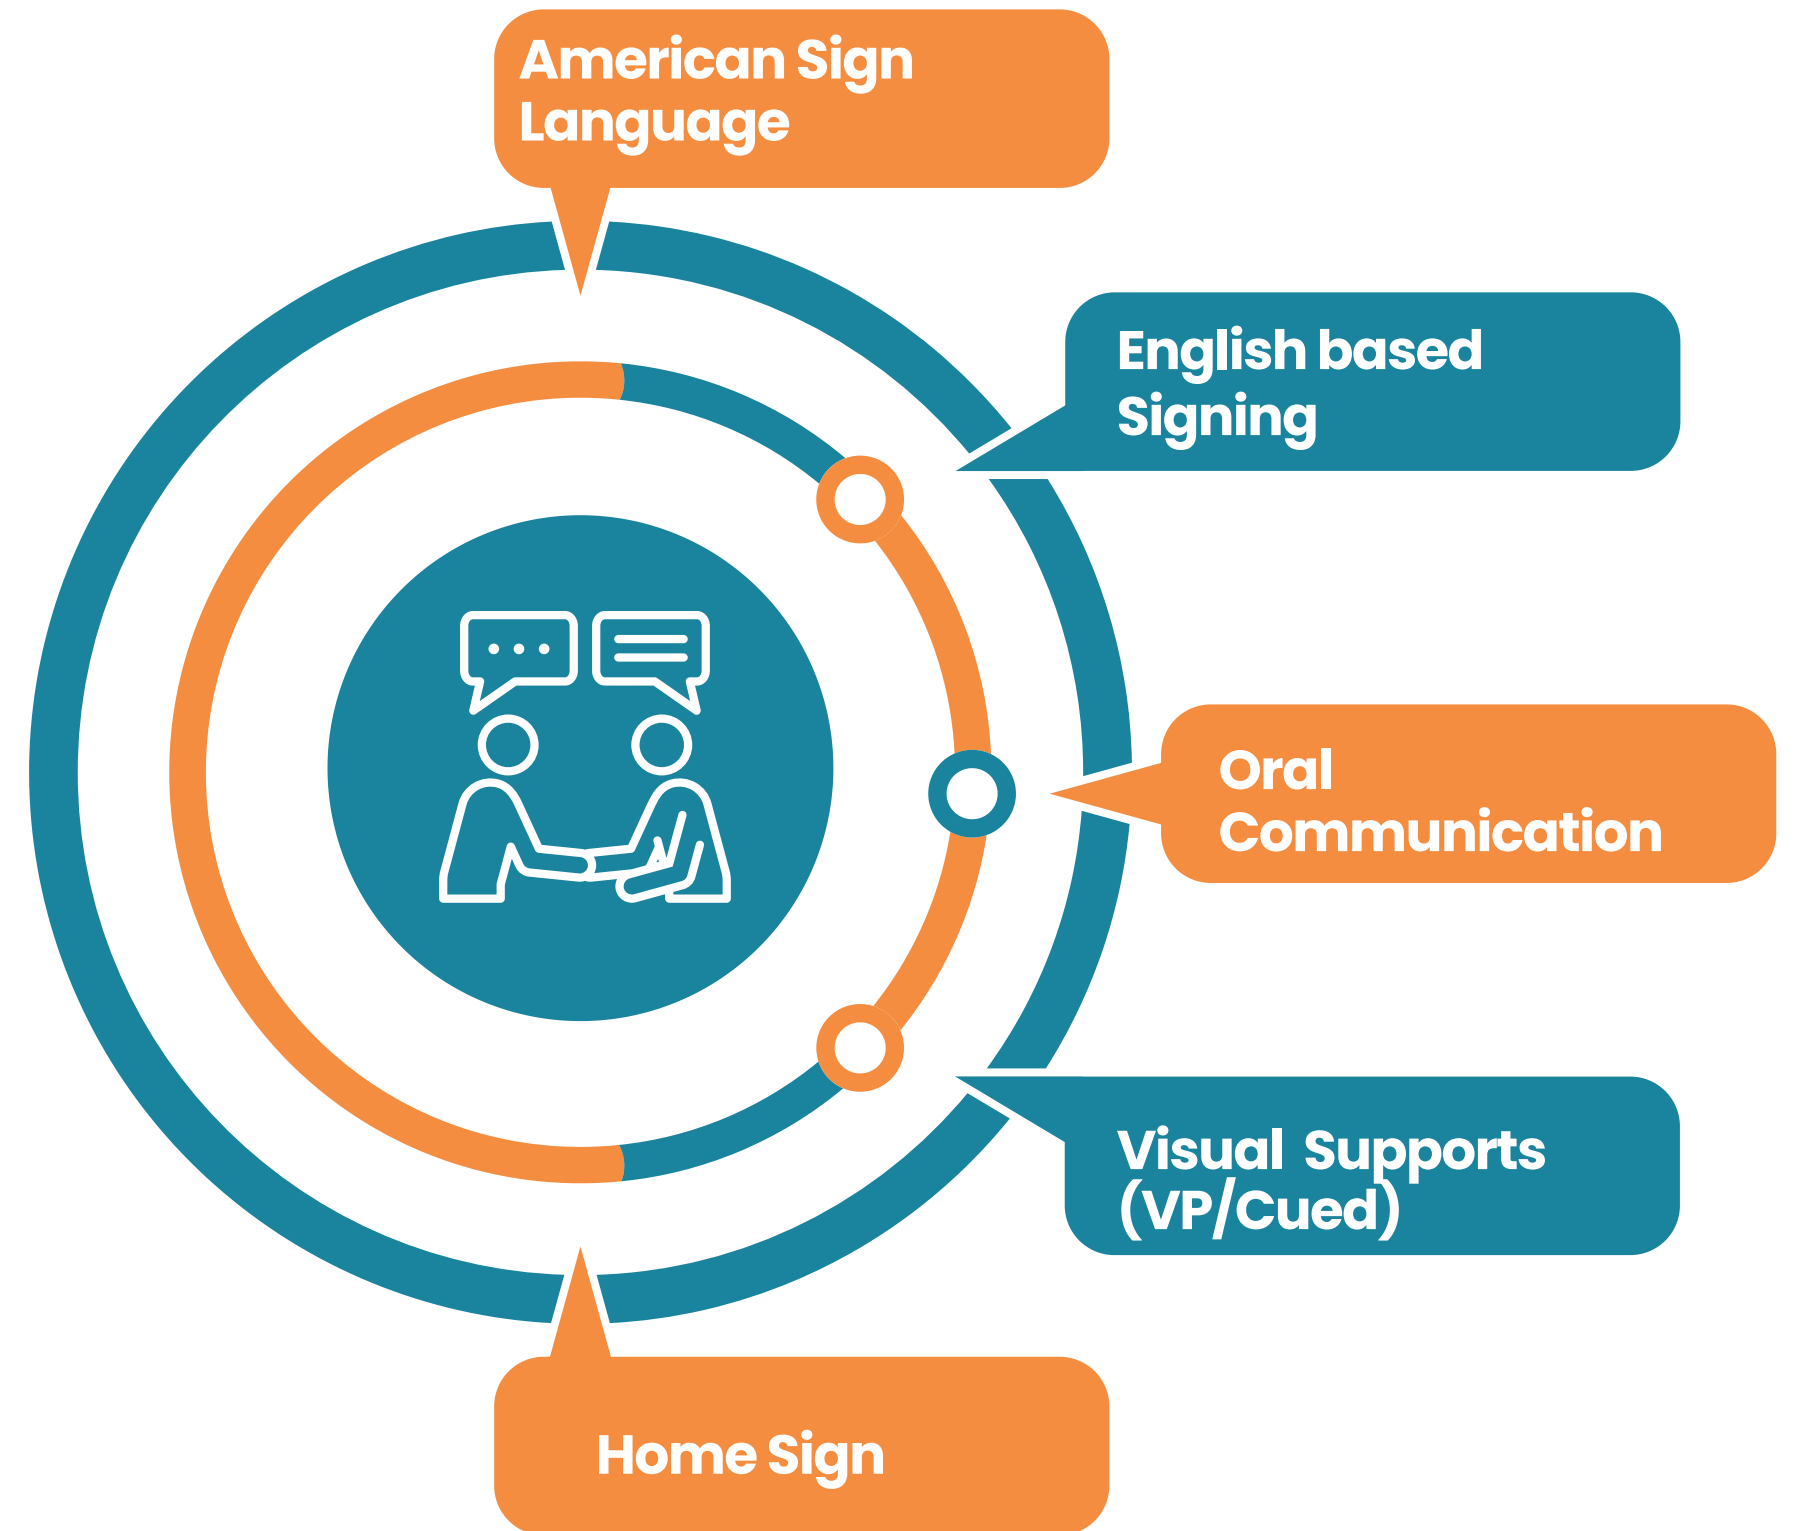 American Sign
Language
English based
Signing
Oral
Communication
Visual Supports
(VP/Cued)
Home Sign